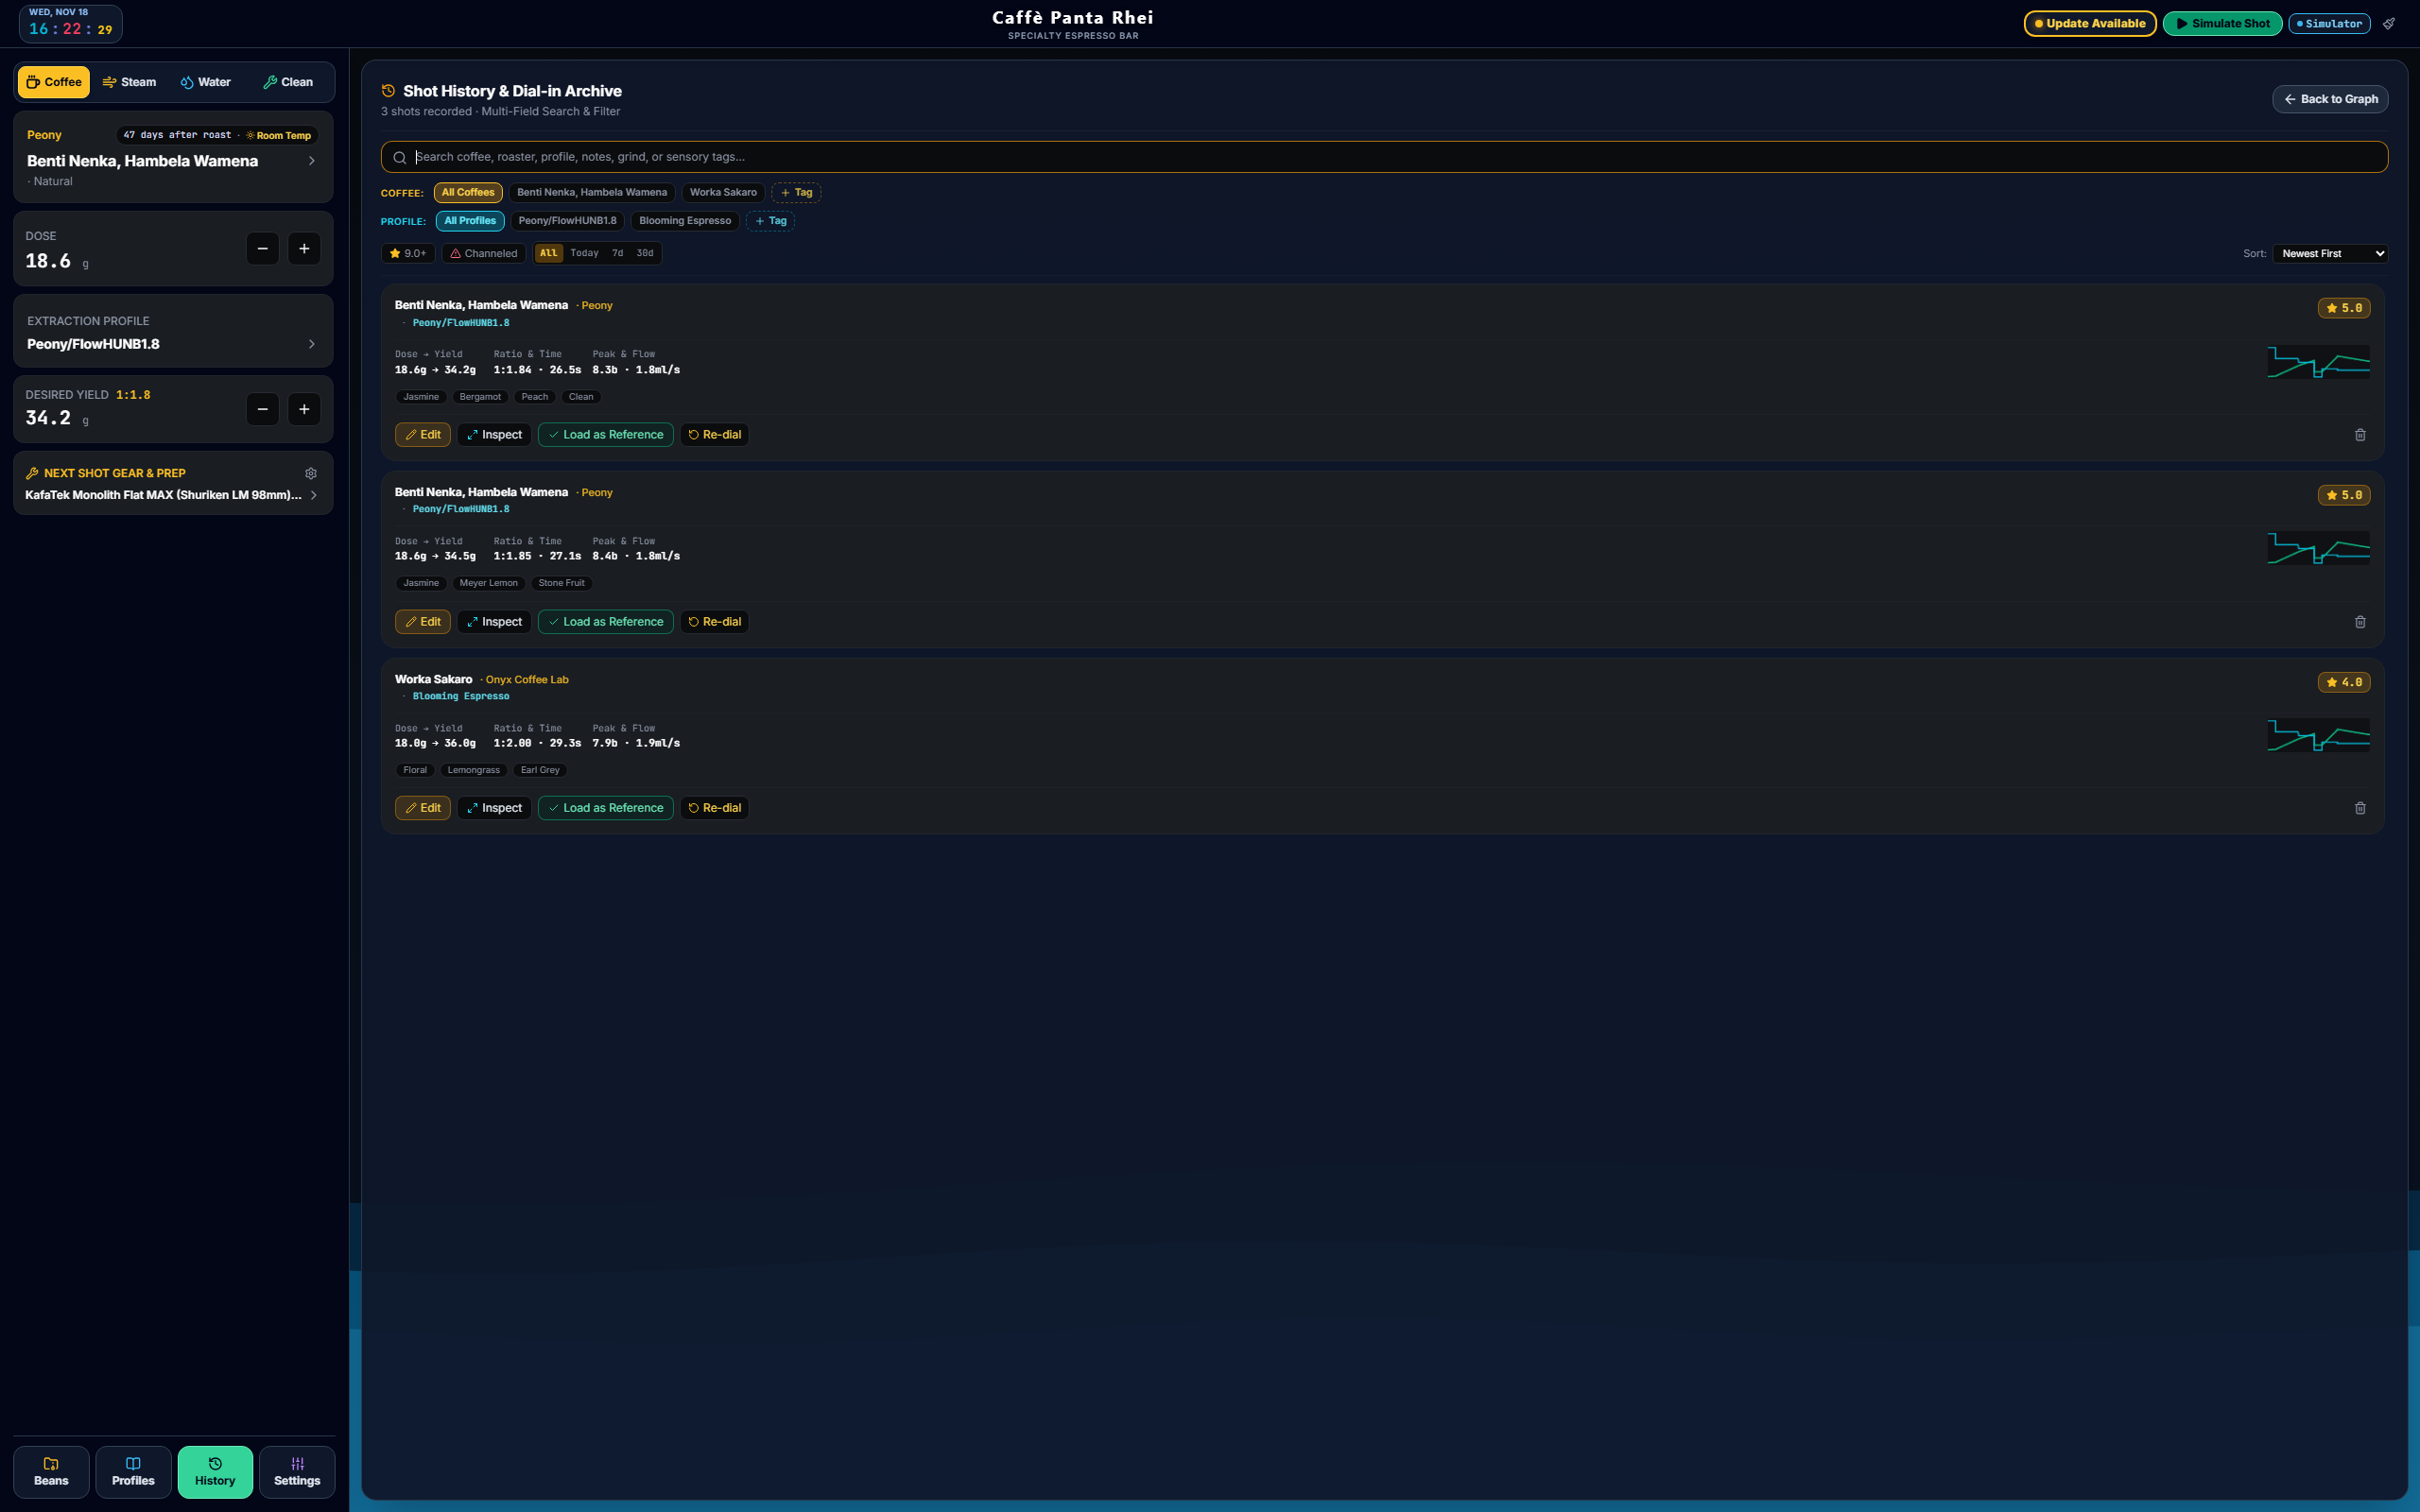 WED, NOV 18
16 : 22 : 29
Caffè Panta Rhei
SPECIALTY ESPRESSO BAR
Update Available
Simulate Shot
Simulator
Coffee
Steam
Water
Clean
Peony
47 days after roast · Room Temp
Benti Nenka, Hambela Wamena
· Natural
DOSE
18.6 g
EXTRACTION PROFILE
Peony/FlowHUNB1.8
DESIRED YIELD 1:1.8
34.2 g
NEXT SHOT GEAR & PREP
KafaTek Monolith Flat MAX (Shuriken LM 98mm)...
Beans
Profiles
History
Settings
Shot History & Dial-in Archive
3 shots recorded · Multi-Field Search & Filter
Back to Graph
Search coffee, roaster, profile, notes, grind, or sensory tags...
COFFEE: All Coffees Benti Nenka, Hambela Wamena Worka Sakaro + Tag
PROFILE: All Profiles Peony/FlowHUNB1.8 Blooming Espresso + Tag
9.0+ Channeled All Today 7d 30d
Sort: Newest First
Benti Nenka, Hambela Wamena · Peony
5.0
· Peony/FlowHUNB1.8
Dose → Yield Ratio & Time Peak & Flow
18.6g → 34.2g 1:1.84 · 26.5s 8.3b · 1.8ml/s
Jasmine Bergamot Peach Clean
Edit Inspect Load as Reference Re-dial
Benti Nenka, Hambela Wamena · Peony
5.0
· Peony/FlowHUNB1.8
Dose → Yield Ratio & Time Peak & Flow
18.6g → 34.5g 1:1.85 · 27.1s 8.4b · 1.8ml/s
Jasmine Meyer Lemon Stone Fruit
Edit Inspect Load as Reference Re-dial
Worka Sakaro · Onyx Coffee Lab
4.0
· Blooming Espresso
Dose → Yield Ratio & Time Peak & Flow
18.0g → 36.0g 1:2.00 · 29.3s 7.9b · 1.9ml/s
Floral Lemongrass Earl Grey
Edit Inspect Load as Reference Re-dial